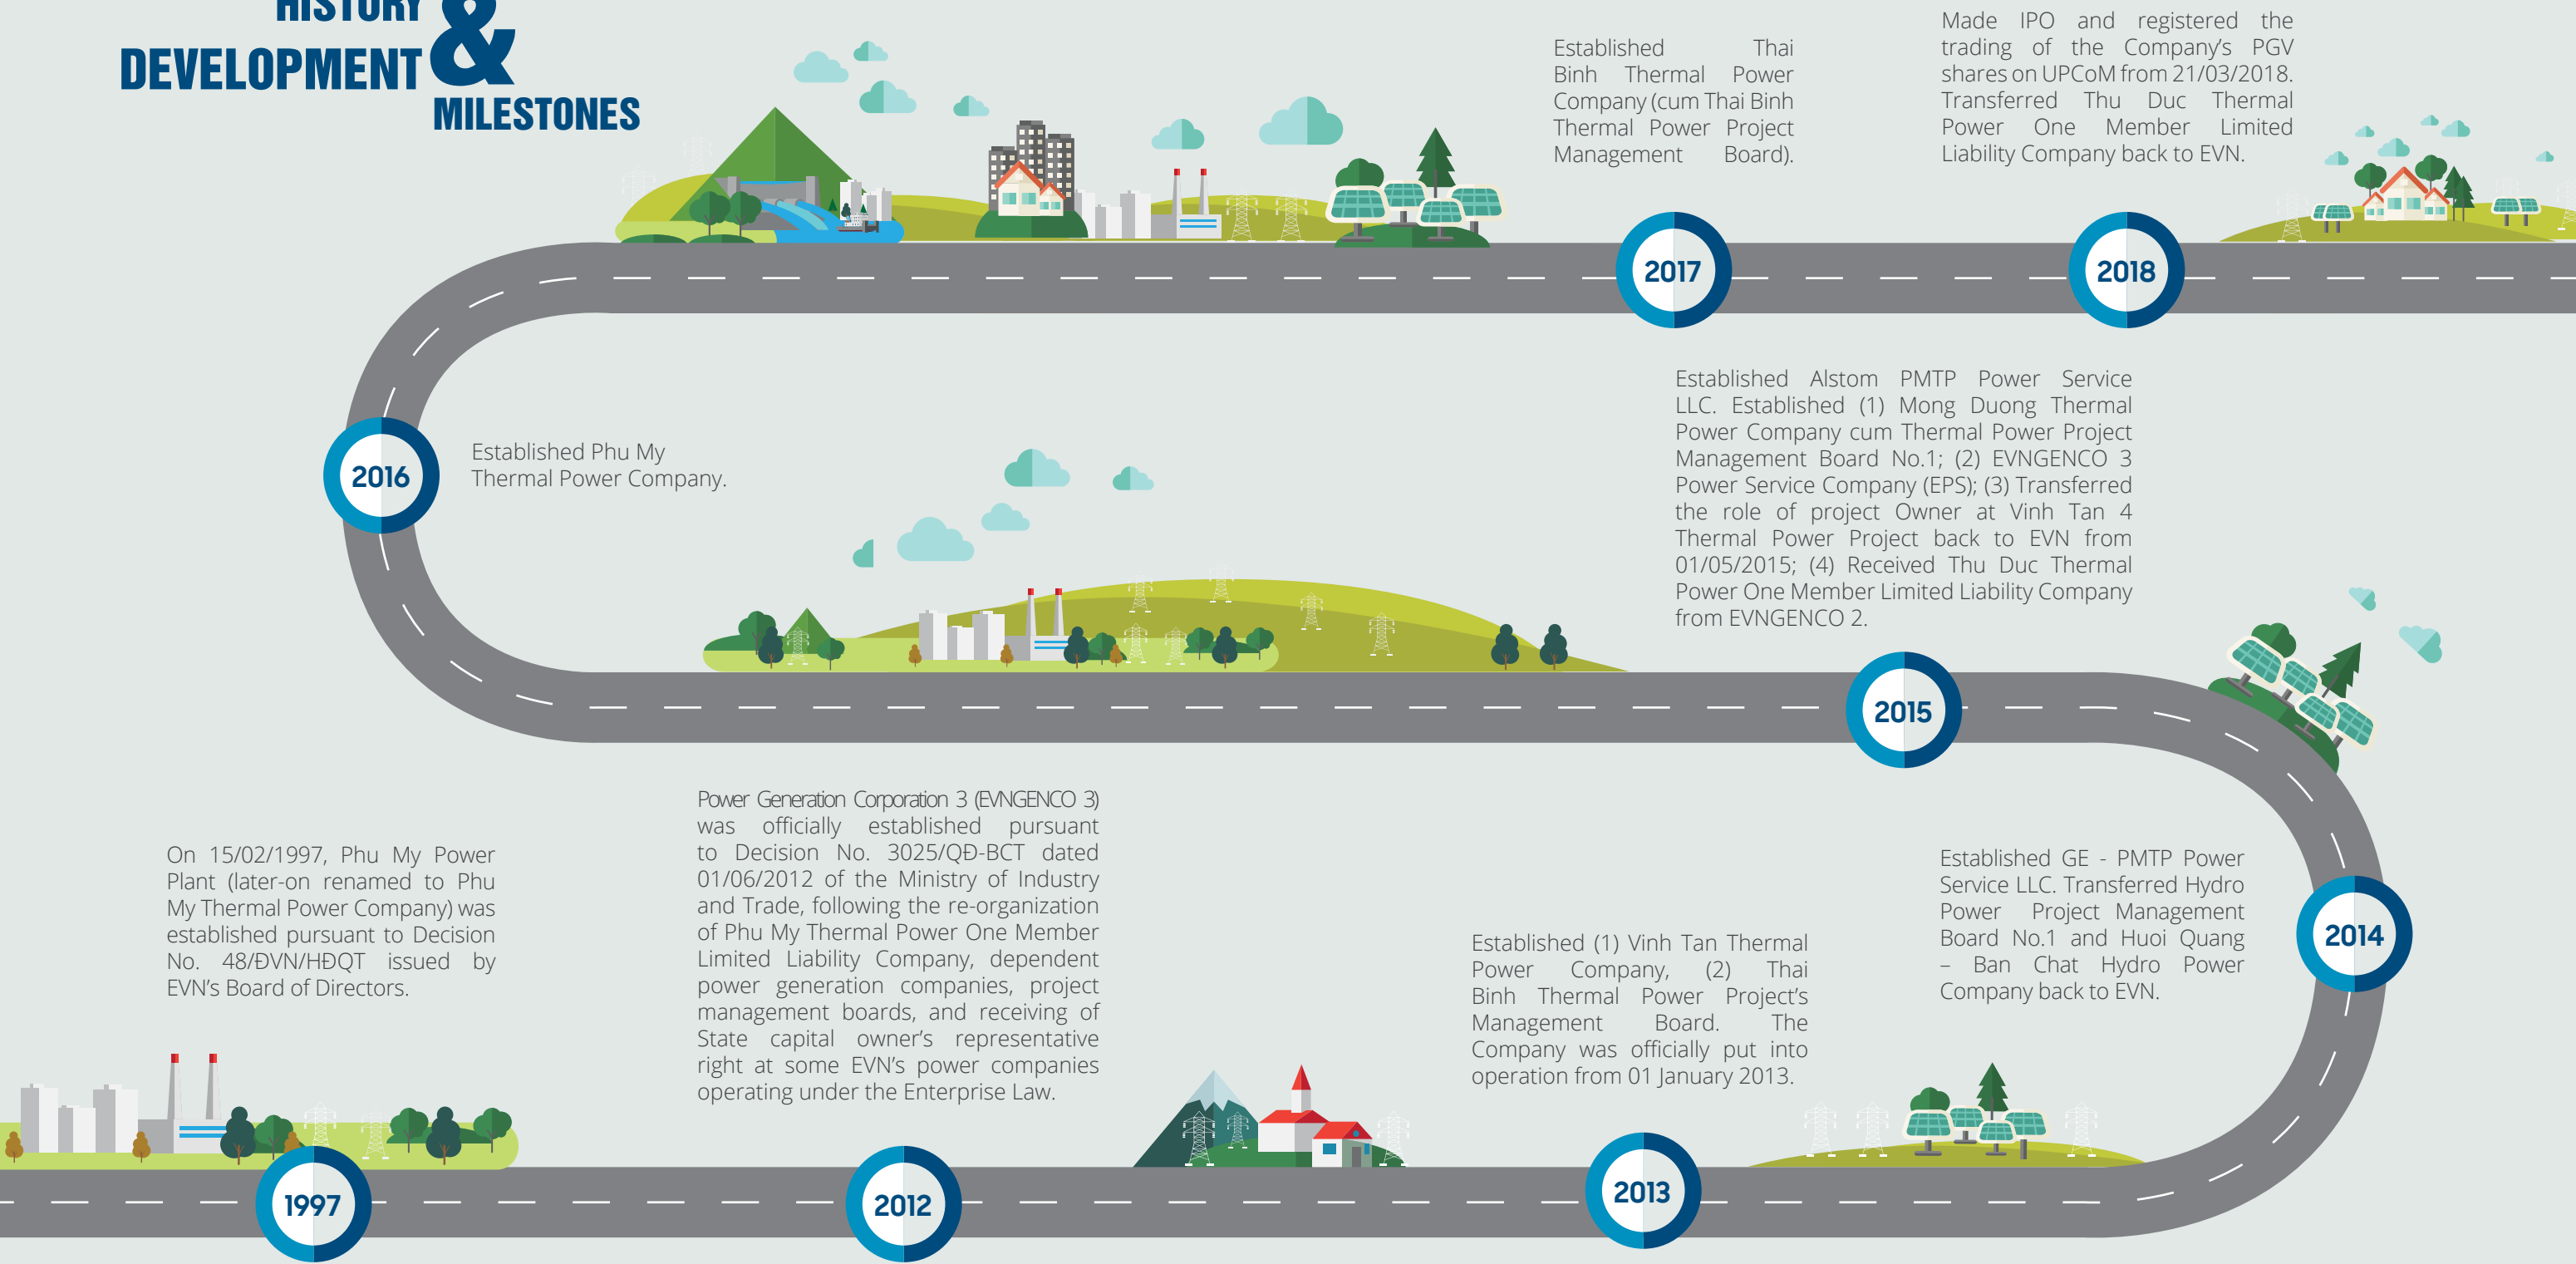 HISTORY
&
DEVELOPMENT
MILESTONES
Established Thai
Binh Thermal Power
Company (cum Thai Binh
Thermal Power Project
Management Board).
2017
Made IPO and registered the
trading of the Company's PGV
shares on UPCoM from 21/03/2018.
Transferred Thu Duc Thermal
Power One Member Limited
Liability Company back to EVN.
2018
2016
Established Phu My
Thermal Power Company.
Established Alstom PMTP Power Service
LLC. Established (1) Mong Duong Thermal
Power Company cum Thermal Power Project
Management Board No.1; (2) EVNGENCO 3
Power Service Company (EPS); (3) Transferred
the role of project Owner at Vinh Tan 4
Thermal Power Project back to EVN from
01/05/2015; (4) Received Thu Duc Thermal
Power One Member Limited Liability Company
from EVNGENCO 2.
2015
On 15/02/1997, Phu My Power
Plant (later-on renamed to Phu
My Thermal Power Company) was
established pursuant to Decision
No. 48/ĐVN/HĐQT issued by
EVN's Board of Directors.
1997
Power Generation Corporation 3 (EVNGENCO 3)
was officially established pursuant
to Decision No. 3025/QĐ-BCT dated
01/06/2012 of the Ministry of Industry
and Trade, following the re-organization
of Phu My Thermal Power One Member
Limited Liability Company, dependent
power generation companies, project
management boards, and receiving of
State capital owner's representative
right at some EVN's power companies
operating under the Enterprise Law.
2012
Established (1) Vinh Tan Thermal
Power Company, (2) Thai
Binh Thermal Power Project's
Management Board. The
Company was officially put into
operation from 01 January 2013.
2013
Established GE - PMTP Power
Service LLC. Transferred Hydro
Power Project Management
Board No.1 and Huoi Quang
– Ban Chat Hydro Power
Company back to EVN.
2014